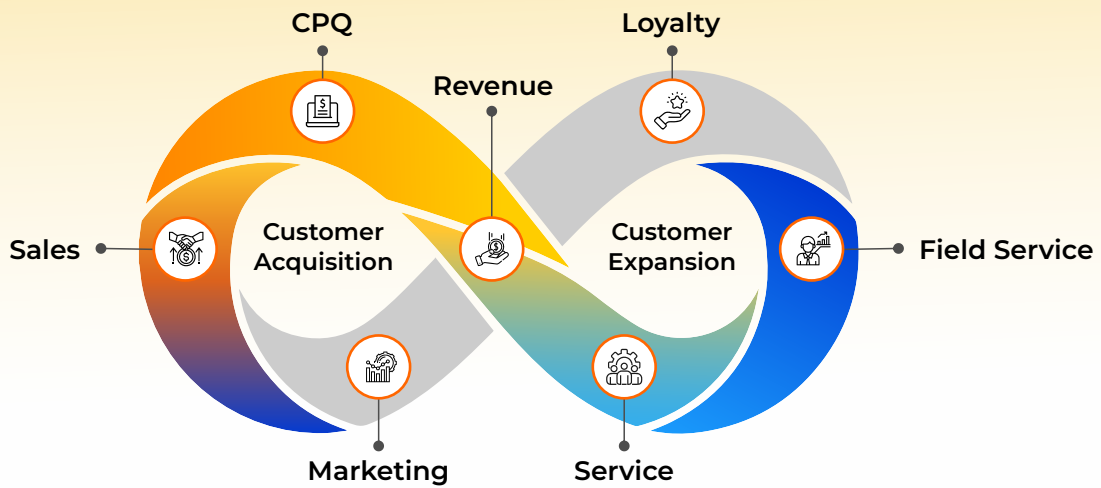 CPQ
Loyalty
Revenue
Sales
Customer
Acquisition
Customer
Expansion
Field Service
Marketing
Service